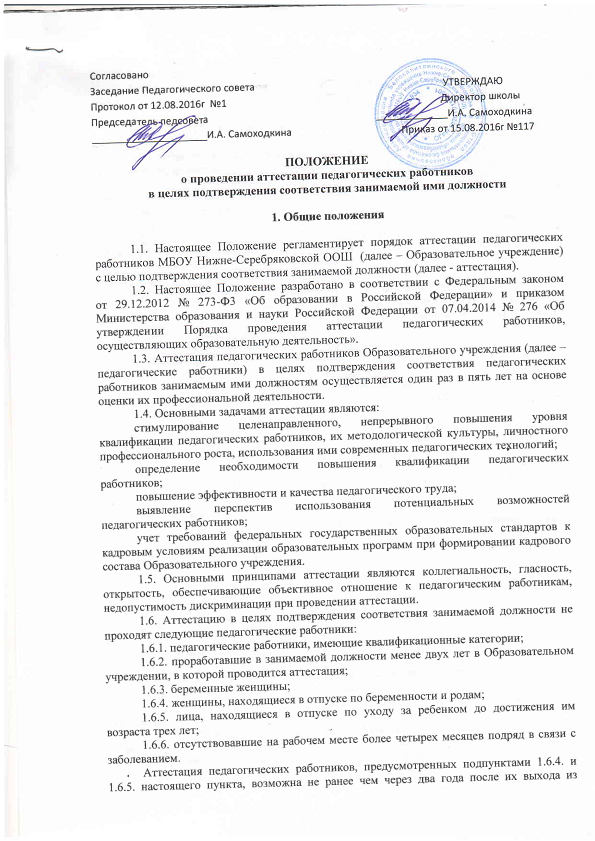 Согласовано
Заседание Педагогического совета
Протокол от 12.08.2016г №1
Председатель педсовета
И.А. Самоходкина
УТВЕРЖДАЮ
Директор школы
И.А. Самоходкина
Приказ от 15.08.2016г №117
ПОЛОЖЕНИЕ
о проведении аттестации педагогических работников
в целях подтверждения соответствия занимаемой ими должности
1. Общие положения
1.1. Настоящее Положение регламентирует порядок аттестации педагогических
работников МБОУ Нижне-Серебряковской ООШ (далее – Образовательное учреждение)
с целью подтверждения соответствия занимаемой должности (далее - аттестация).
1.2. Настоящее Положение разработано в соответствии с Федеральным законом
от 29.12.2012 № 273-ФЗ «Об образовании в Российской Федерации» и приказом
Министерства образования и науки Российской Федерации от 07.04.2014 № 276 «Об
утверждении Порядка проведения аттестации педагогических работников,
осуществляющих образовательную деятельность».
1.3. Аттестация педагогических работников Образовательного учреждения (далее –
педагогические работники) в целях подтверждения соответствия педагогических
работников занимаемым ими должностям осуществляется один раз в пять лет на основе
оценки их профессиональной деятельности.
1.4. Основными задачами аттестации являются:
стимулирование целенаправленного, непрерывного повышения уровня
квалификации педагогических работников, их методологической культуры, личностного
профессионального роста, использования ими современных педагогических технологий;
определение необходимости повышения квалификации педагогических
работников;
повышение эффективности и качества педагогического труда;
выявление перспектив использования потенциальных возможностей
педагогических работников;
учет требований федеральных государственных образовательных стандартов к
кадровым условиям реализации образовательных программ при формировании кадрового
состава Образовательного учреждения.
1.5. Основными принципами аттестации являются коллегиальность, гласность,
открытость, обеспечивающие объективное отношение к педагогическим работникам,
недопустимость дискриминации при проведении аттестации.
1.6. Аттестацию в целях подтверждения соответствия занимаемой должности не
проходят следующие педагогические работники:
1.6.1. педагогические работники, имеющие квалификационные категории;
1.6.2. проработавшие в занимаемой должности менее двух лет в Образовательном
учреждении, в которой проводится аттестация;
1.6.3. беременные женщины;
1.6.4. женщины, находящиеся в отпуске по беременности и родам;
1.6.5. лица, находящиеся в отпуске по уходу за ребенком до достижения им
возраста трех лет;
1.6.6. отсутствовавшие на рабочем месте более четырех месяцев подряд в связи с
заболеванием.
Аттестация педагогических работников, предусмотренных подпунктами 1.6.4. и
1.6.5. настоящего пункта, возможна не ранее чем через два года после их выхода из